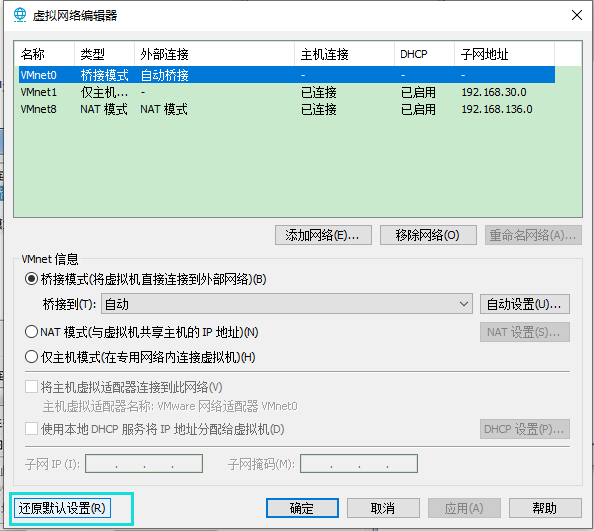 虚拟网络编辑器
名称 类型 外部连接 主机连接 DHCP 子网地址
VMnet0 桥接模式 自动桥接 - - -
VMnet1 仅主机... - 已连接 已启用 192.168.30.0
VMnet8 NAT 模式 NAT 模式 已连接 已启用 192.168.136.0
添加网络(E)... 移除网络(O) 重命名网络(A)...
VMnet 信息
桥接模式(将虚拟机直接连接到外部网络)(B)
桥接到(T): 自动 自动设置(U)...
NAT 模式(与虚拟机共享主机的 IP 地址)(N) NAT 设置(S)...
仅主机模式(在专用网络内连接虚拟机)(H)
将主机虚拟适配器连接到此网络(V)
主机虚拟适配器名称: VMware 网络适配器 VMnet0
使用本地 DHCP 服务将 IP 地址分配给虚拟机(D) DHCP 设置(P)...
子网 IP (I): . . . 子网掩码(M): . . .
还原默认设置(R) 确定 取消 应用(A) 帮助